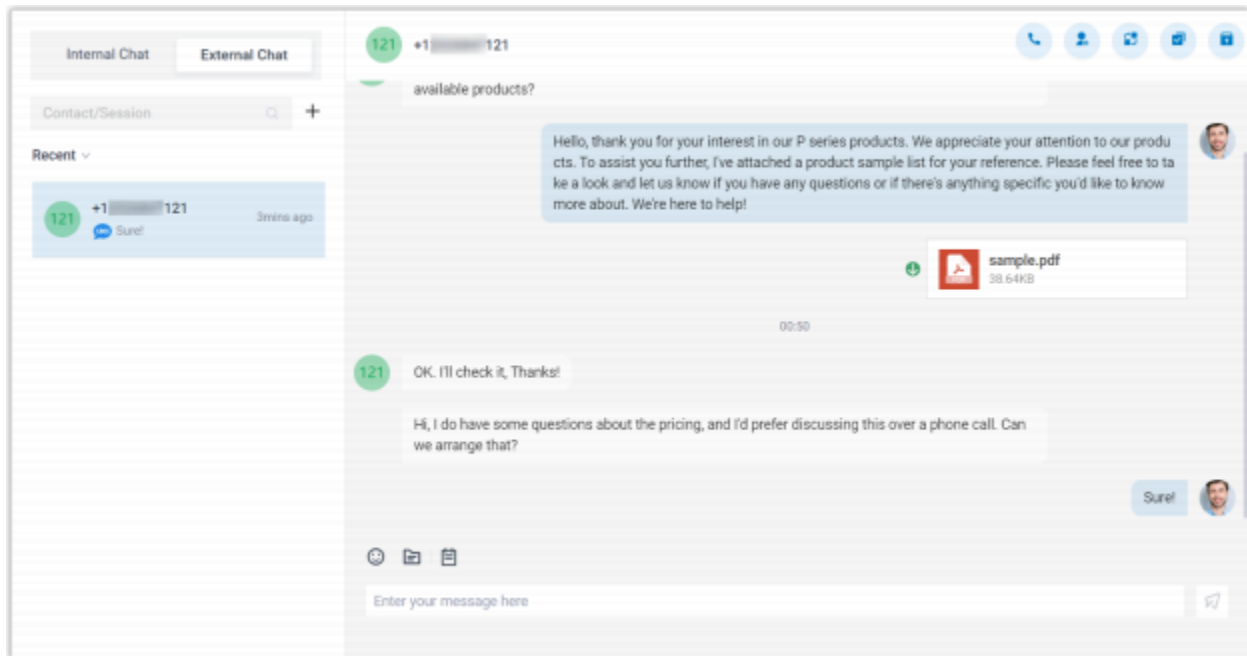 Internal Chat
External Chat
Contact/Session
Recent
121
+1 121
3mins ago
Sure!
121
+1 121
available products?
Hello, thank you for your interest in our P series products. We appreciate your attention to our produ
cts. To assist you further, I've attached a product sample list for your reference. Please feel free to ta
ke a look and let us know if you have any questions or if there's anything specific you'd like to know
more about. We're here to help!
sample.pdf
38.64KB
00:50
121
OK. I'll check it, Thanks!
Hi, I do have some questions about the pricing, and I'd prefer discussing this over a phone call. Can
we arrange that?
Sure!
Enter your message here